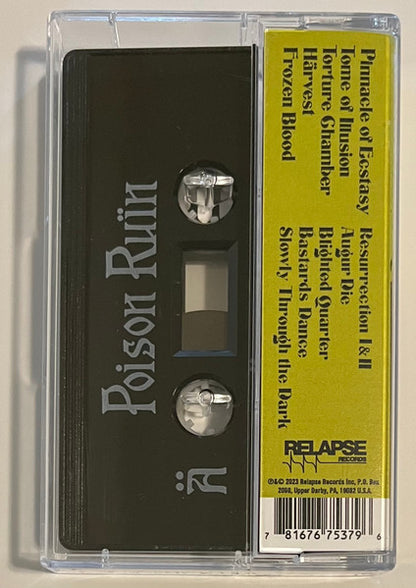 Poison Rüin
Ä
Pinnacle of Ecstasy
Tome of Illusion
Torture Chamber
Härvest
Frozen Blood
Resurrection I & II
Augur Die
Blighted Quarter
Bastards Dance
Slowly Through the Dark
RELAPSE
RECORDS
℗&© 2023 Relapse Records Inc, P.O. Box
2060, Upper Darby, PA, 19082 U.S.A.
7 81676 75379 6